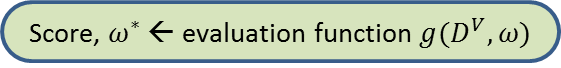 Score, ω* ← evaluation function g(D^V, ω)